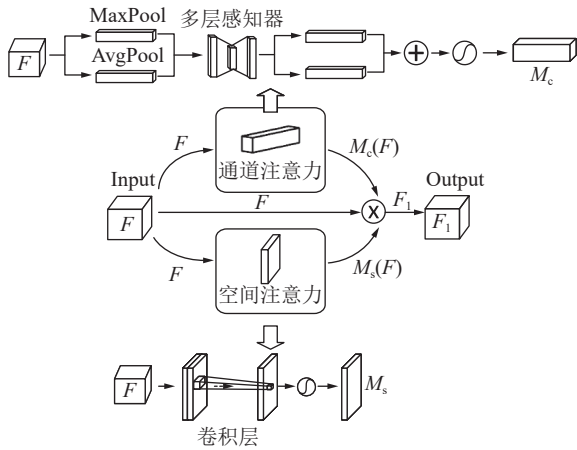 MaxPool
多层感知器
F
AvgPool
M_c
F
M_c(F)
通道注意力
Input
F
F_1
Output
F
F_1
F
M_s(F)
空间注意力
F
M_s
卷积层